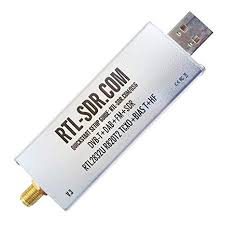 RTL-SDR.COM
QUICKSTART SETUP GUIDE: RTL-SDR.COM/QSG
DVB-T+DAB+FM+SDR
RTL2832U R820T2 TCXO+BIAS T+HF
V3